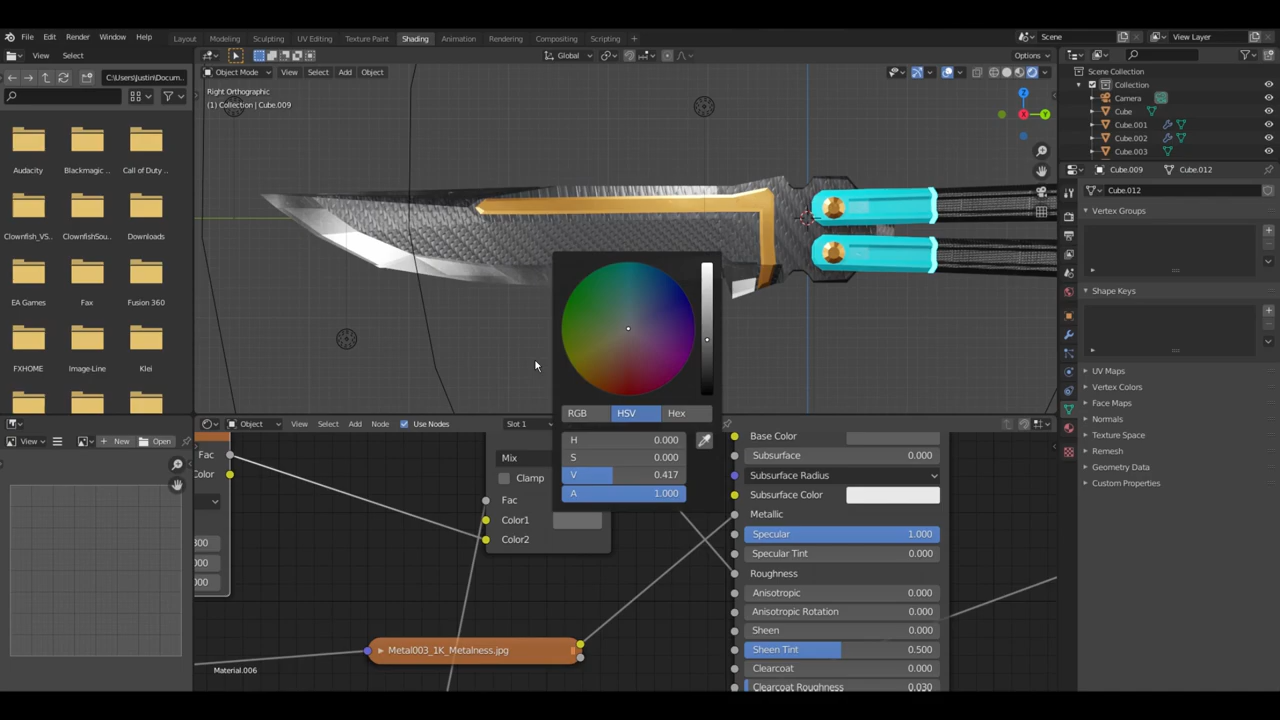 File Edit Render Window Help
Layout Modeling Sculpting UV Editing Texture Paint Shading Animation Rendering Compositing Scripting +
Scene
View Layer
View Select
Global
Options
C:\Users\Justin\Docum...
Object Mode View Select Add Object
Audacity Blackmagic .. Call of Duty ..
Clownfish_VS.. ClownfishSou.. Downloads
EA Games Fax Fusion 360
FXHOME Image-Line Klei
Right Orthographic
(1) Collection | Cube.009
Z
Y
X
Scene Collection
Collection
Camera
Cube
Cube.001
Cube.002
Cube.003
Cube.009 Cube.012
Cube.012
Vertex Groups
Shape Keys
UV Maps
Vertex Colors
Face Maps
Normals
Texture Space
Remesh
Geometry Data
Custom Properties
RGB HSV Hex
H 0.000
S 0.000
V 0.417
A 1.000
View New Open
Object View Select Add Node Use Nodes Slot 1
Fac
Color
300
000
000
Mix
Clamp
Fac
Color1
Color2
Metal003_1K_Metalness.jpg
Material.006
Base Color
Subsurface 0.000
Subsurface Radius
Subsurface Color
Metallic
Specular 1.000
Specular Tint 0.000
Roughness
Anisotropic 0.000
Anisotropic Rotation 0.000
Sheen 0.000
Sheen Tint 0.500
Clearcoat 0.000
Clearcoat Roughness 0.030